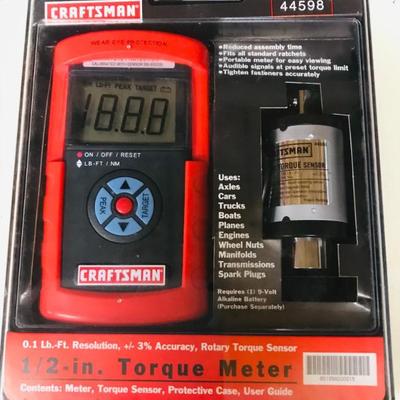 CRAFTSMAN
44598
WEAR EYE PROTECTION
LB-FT PEAK TARGET
18.8.8
ON / OFF / RESET
LB-FT / NM
PEAK
TARGET
CRAFTSMAN
•Reduced assembly time
•Fits all standard ratchets
•Portable meter for easy viewing
•Audible signals at preset torque limit
•Tighten fasteners accurately
CRAFTSMAN
TORQUE SENSOR
Uses:
Axles
Cars
Trucks
Boats
Planes
Engines
Wheel Nuts
Manifolds
Transmissions
Spark Plugs
Requires (1) 9-Volt
Alkaline Battery
(Purchase Separately)
0.1 Lb.-Ft. Resolution, +/- 3% Accuracy, Rotary Torque Sensor
1/2-in. Torque Meter
Contents: Meter, Torque Sensor, Protective Case, User Guide